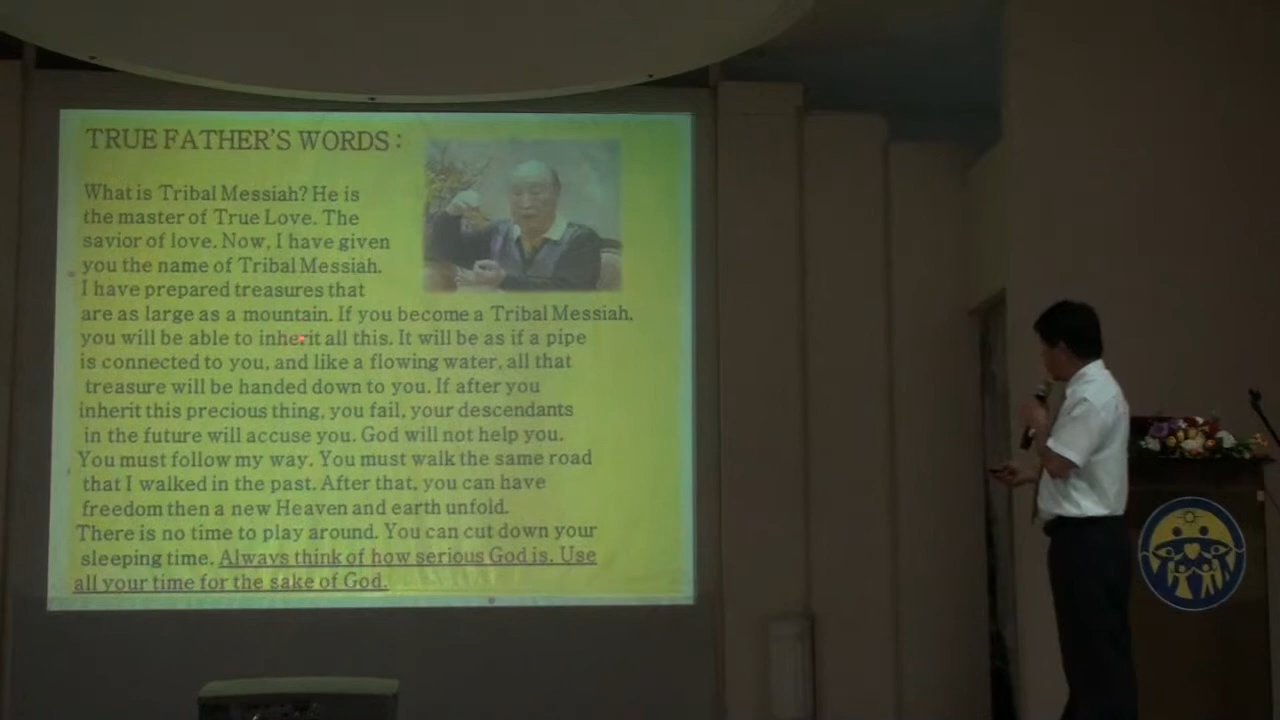 TRUE FATHER'S WORDS :
What is Tribal Messiah? He is
the master of True Love. The
savior of love. Now, I have given
you the name of Tribal Messiah.
I have prepared treasures that
are as large as a mountain. If you become a Tribal Messiah,
you will be able to inherit all this. It will be as if a pipe
is connected to you, and like a flowing water, all that
treasure will be handed down to you. If after you
inherit this precious thing, you fail, your descendants
in the future will accuse you. God will not help you.
You must follow my way. You must walk the same road
that I walked in the past. After that, you can have
freedom then a new Heaven and earth unfold.
There is no time to play around. You can cut down your
sleeping time. Always think of how serious God is. Use
all your time for the sake of God.